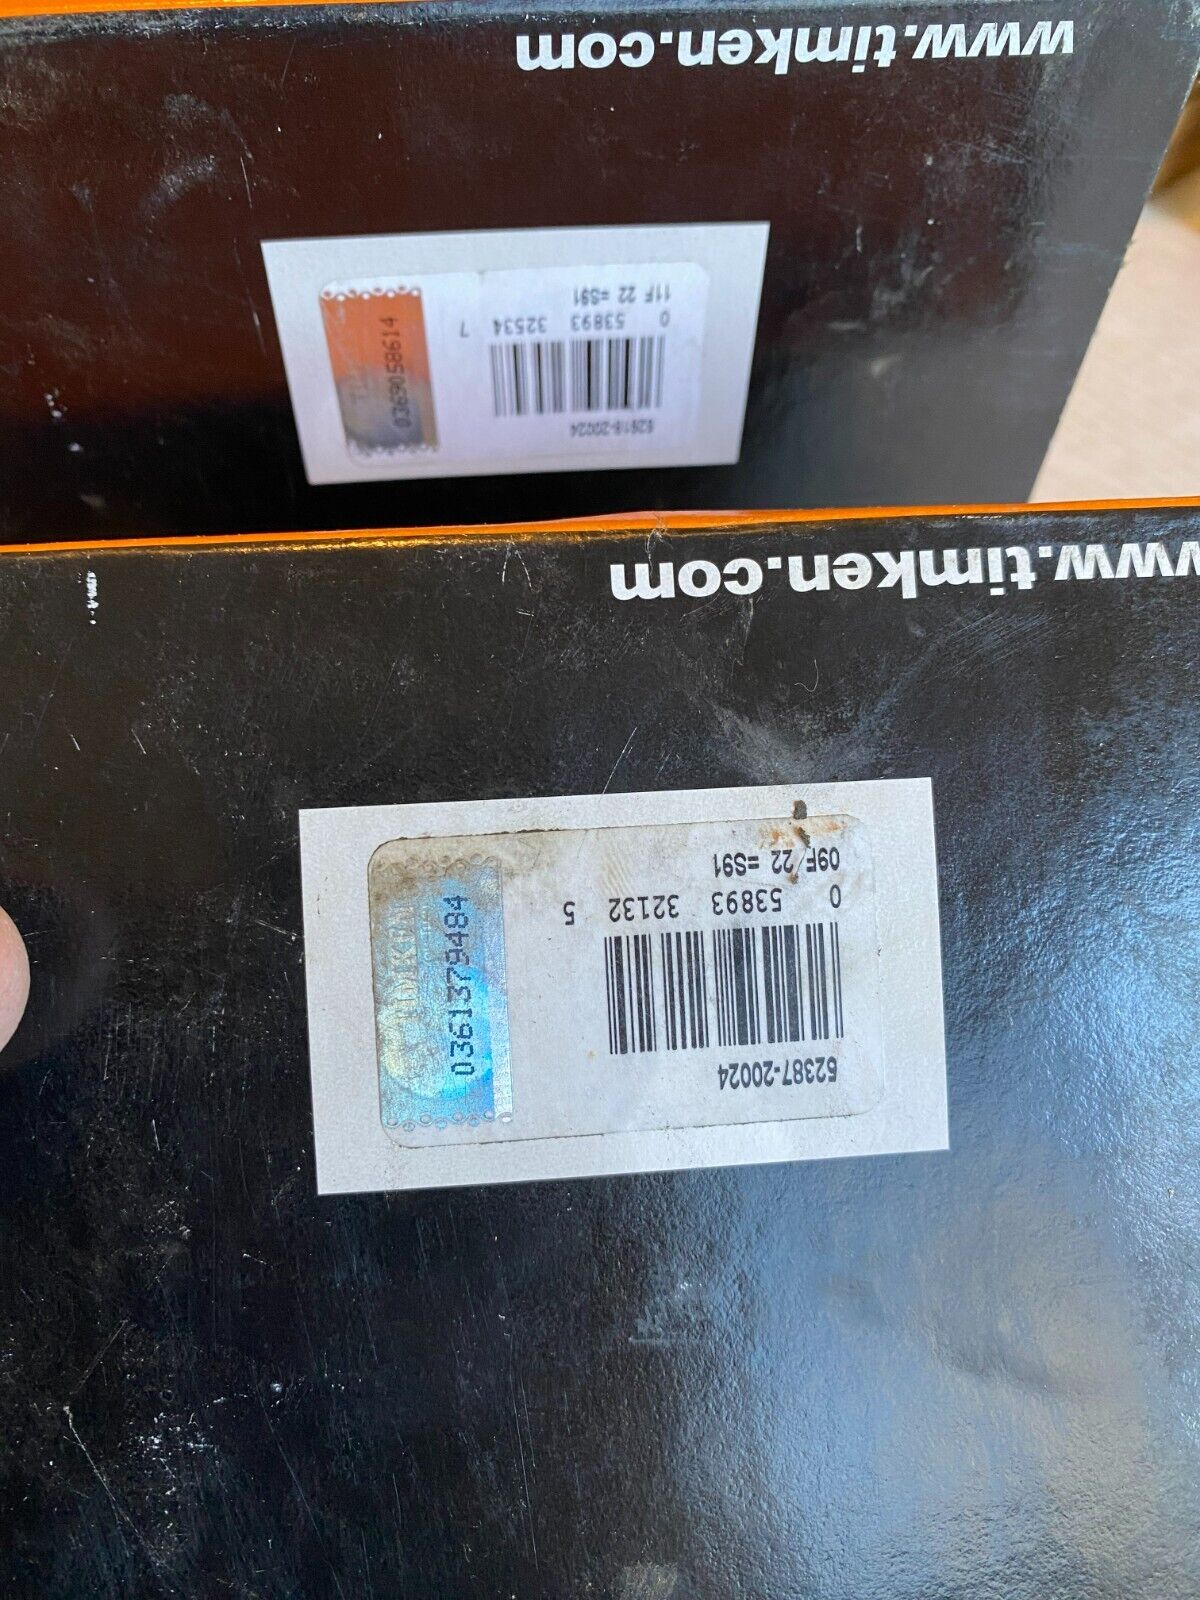 www.timken.com
11F 22 =S91
0 53893 32534 7
0369058614
52618-20024
www.timken.com
09F/22 =S91
0 53893 32132 5
TIMKEN
0361379484
52387-20024